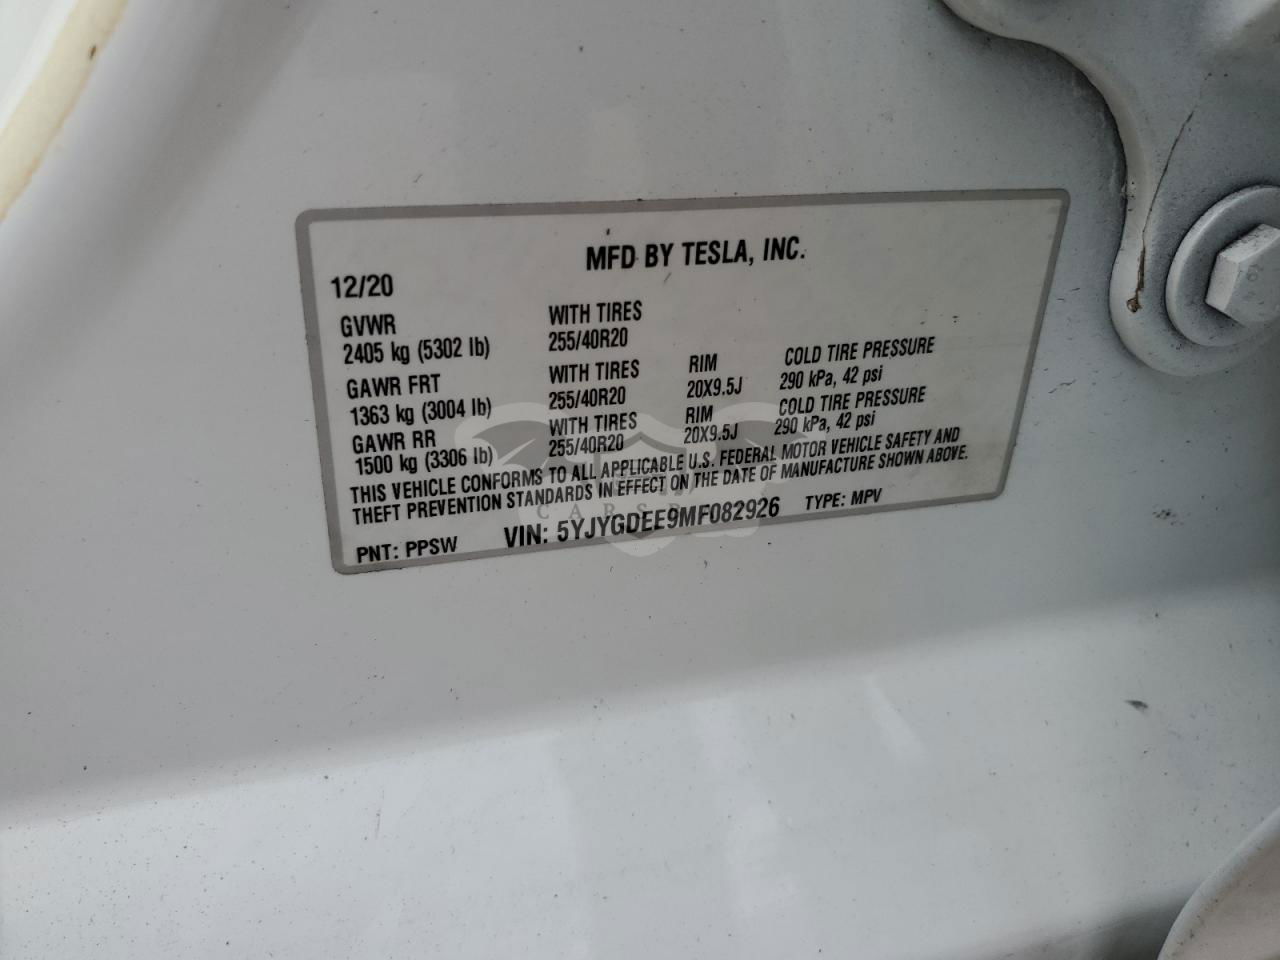 MFD BY TESLA, INC.
12/20
GVWR WITH TIRES
2405 kg (5302 lb) 255/40R20
GAWR FRT WITH TIRES RIM COLD TIRE PRESSURE
1363 kg (3004 lb) 255/40R20 20X9.5J 290 kPa, 42 psi
GAWR RR WITH TIRES RIM COLD TIRE PRESSURE
1500 kg (3306 lb) 255/40R20 20X9.5J 290 kPa, 42 psi
THIS VEHICLE CONFORMS TO ALL APPLICABLE U.S. FEDERAL MOTOR VEHICLE SAFETY AND
THEFT PREVENTION STANDARDS IN EFFECT ON THE DATE OF MANUFACTURE SHOWN ABOVE.
PNT: PPSW VIN: 5YJYGDEE9MF082926 TYPE: MPV